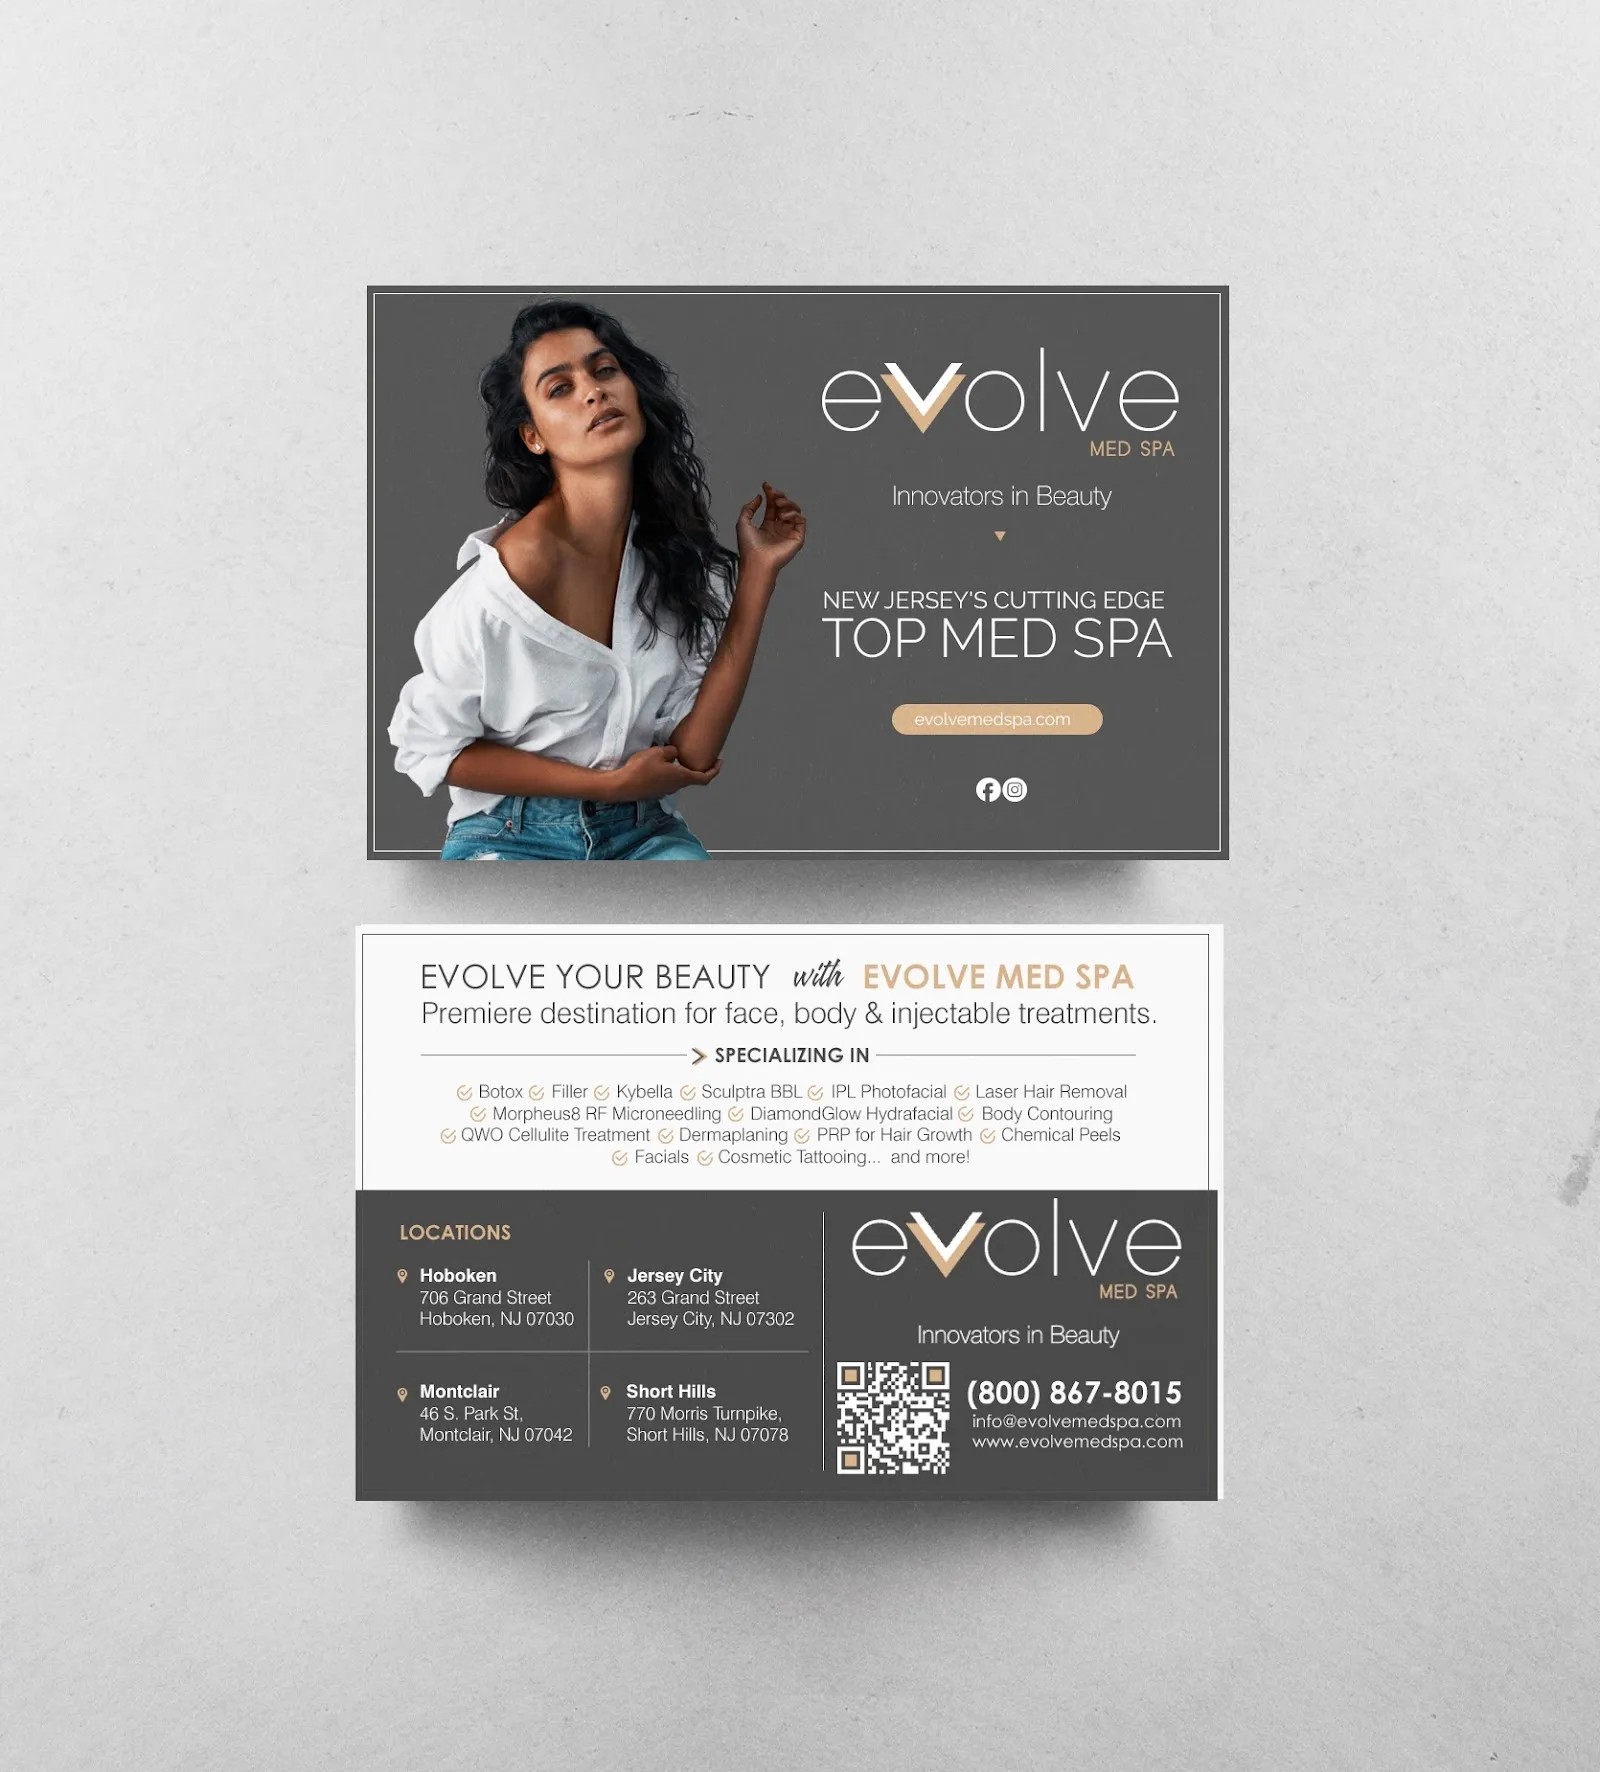 evolve
MED SPA
Innovators in Beauty
NEW JERSEY'S CUTTING EDGE
TOP MED SPA
evolvemedspa.com
EVOLVE YOUR BEAUTY with EVOLVE MED SPA
Premiere destination for face, body & injectable treatments.
SPECIALIZING IN
Botox Filler Kybella Sculptra BBL IPL Photofacial Laser Hair Removal
Morpheus8 RF Microneedling DiamondGlow Hydrafacial Body Contouring
QWO Cellulite Treatment Dermaplaning PRP for Hair Growth Chemical Peels
Facials Cosmetic Tattooing... and more!
LOCATIONS
Hoboken
706 Grand Street
Hoboken, NJ 07030
Jersey City
263 Grand Street
Jersey City, NJ 07302
Montclair
46 S. Park St,
Montclair, NJ 07042
Short Hills
770 Morris Turnpike,
Short Hills, NJ 07078
evolve
MED SPA
Innovators in Beauty
(800) 867-8015
info@evolvemedspa.com
www.evolvemedspa.com